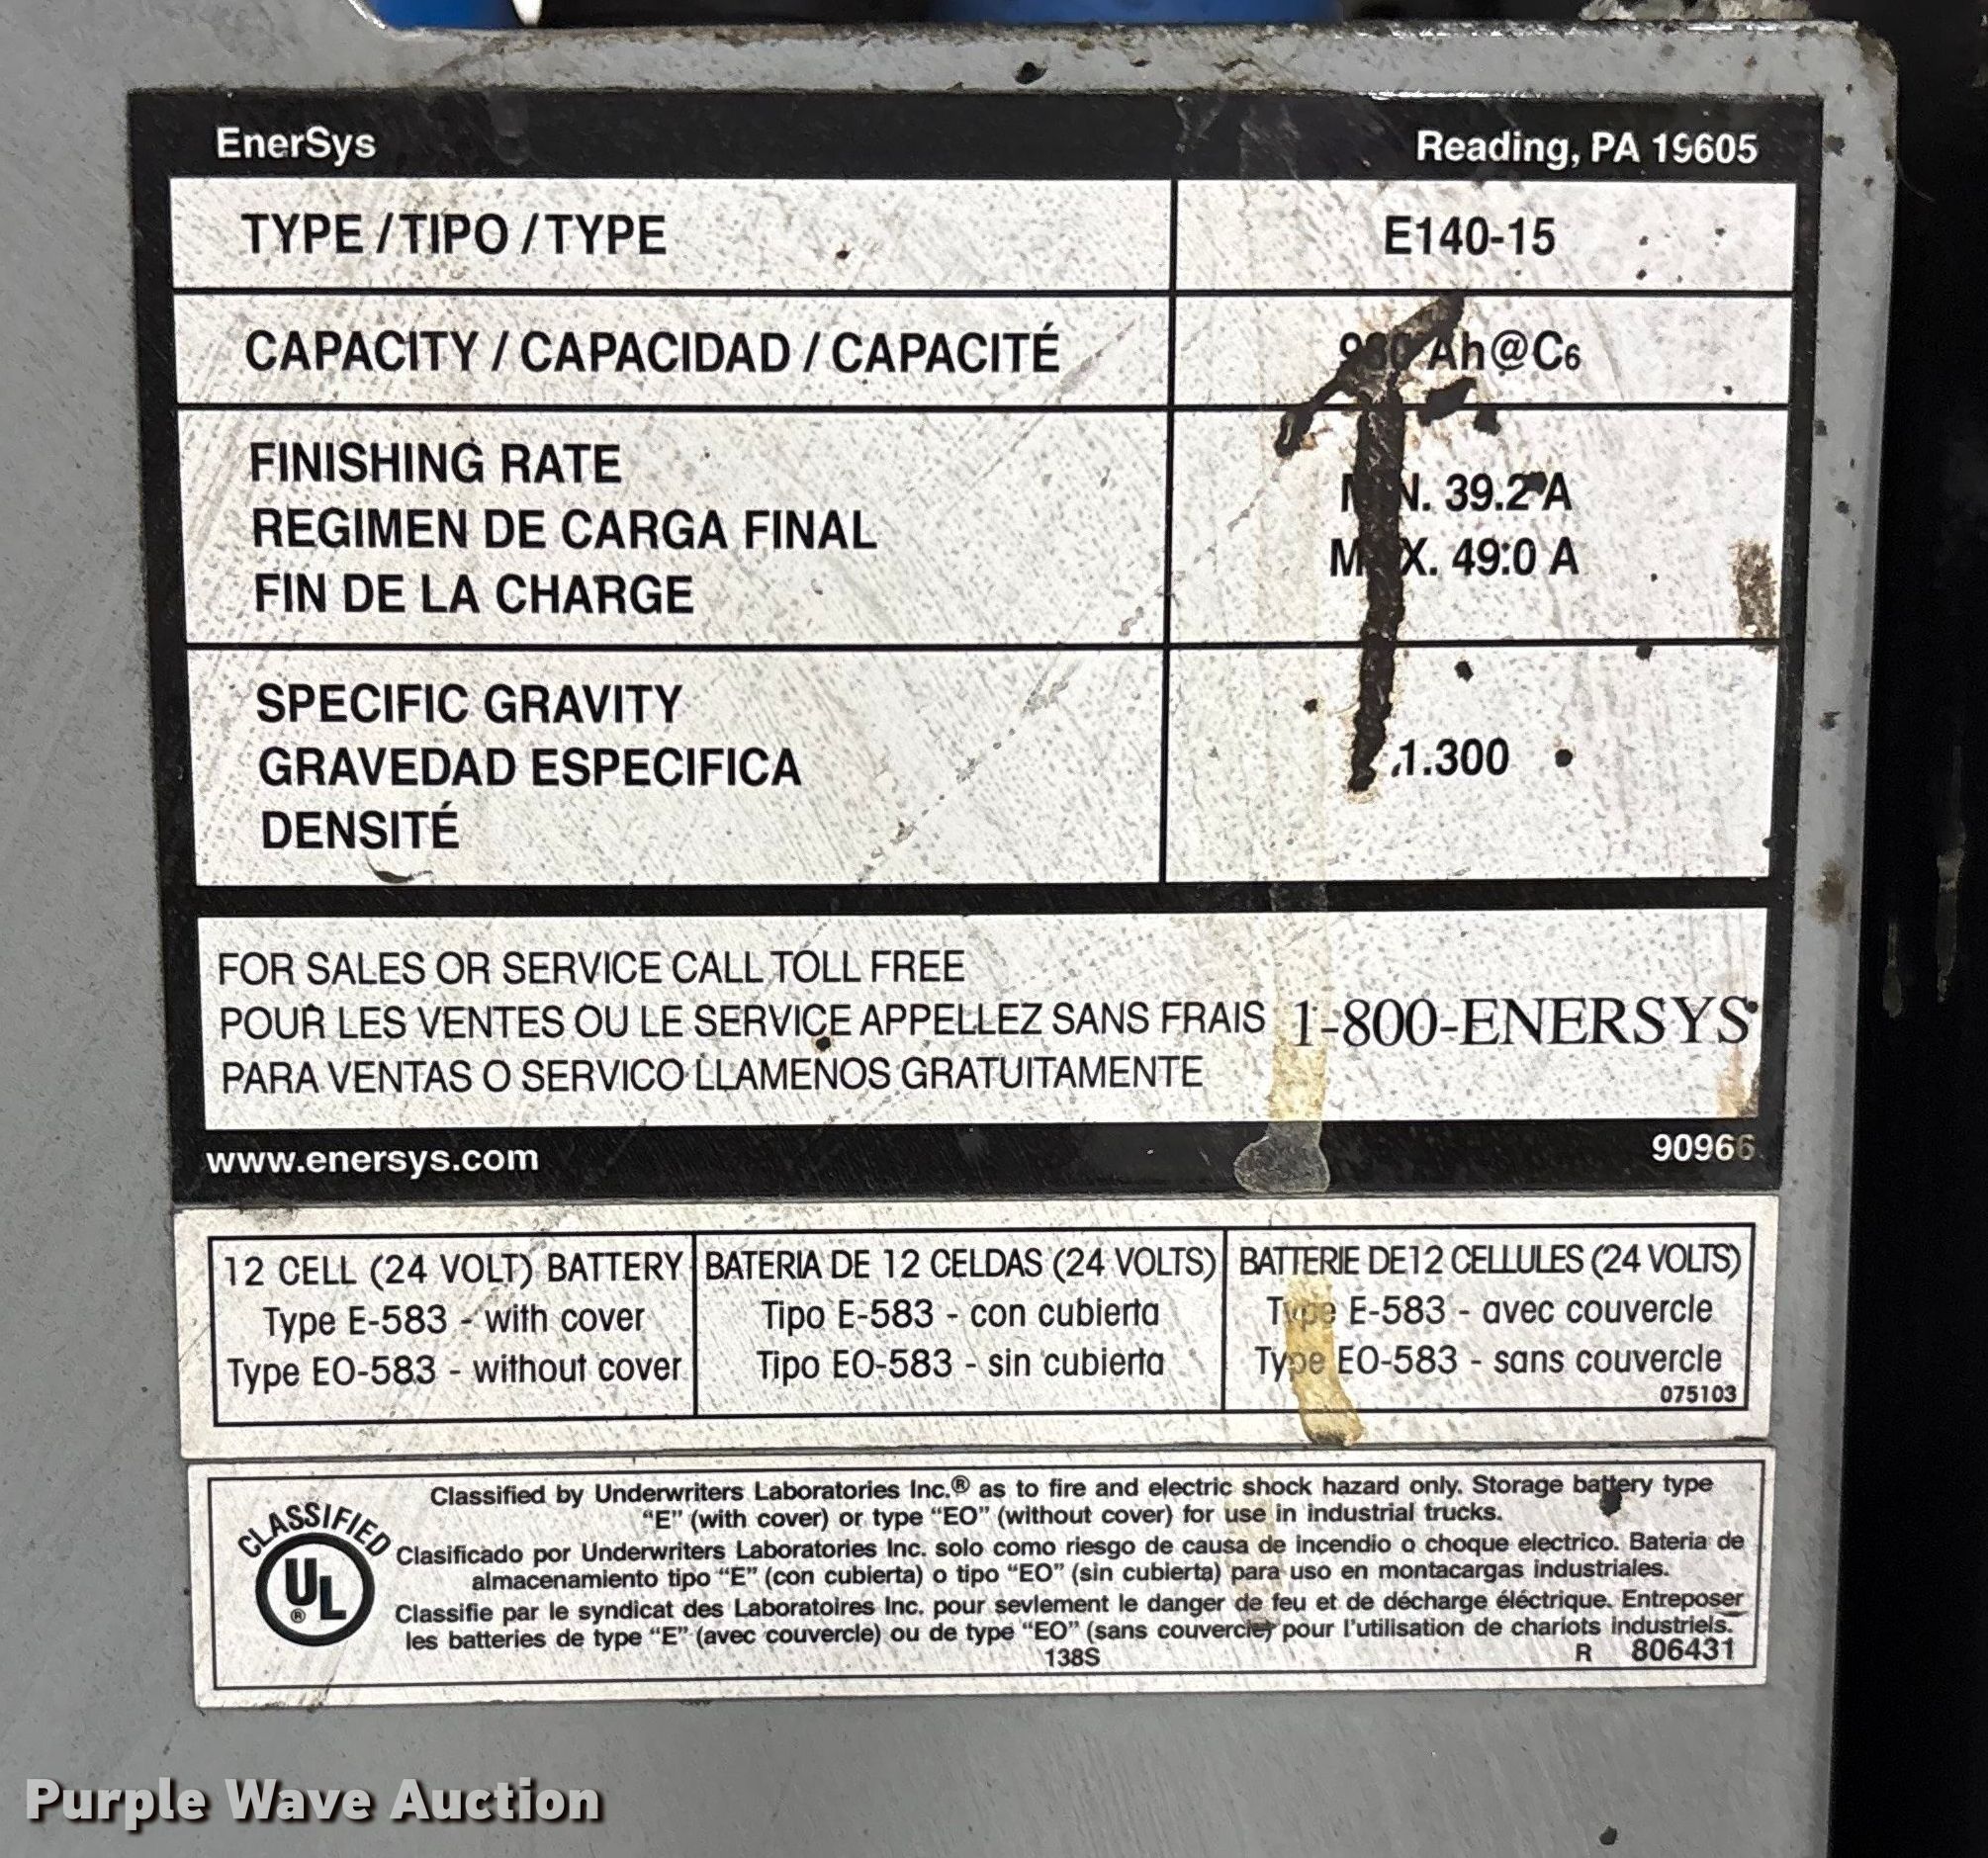 EnerSys
Reading, PA 19605
TYPE / TIPO / TYPE
E140-15
CAPACITY / CAPACIDAD / CAPACITÉ
Ah@C6
FINISHING RATE
REGIMEN DE CARGA FINAL
FIN DE LA CHARGE
MIN. 39.2 A
MAX. 49.0 A
SPECIFIC GRAVITY
GRAVEDAD ESPECIFICA
DENSITÉ
1.300
FOR SALES OR SERVICE CALL TOLL FREE
POUR LES VENTES OU LE SERVICE APPELLEZ SANS FRAIS
PARA VENTAS O SERVICO LLAMENOS GRATUITAMENTE
1-800-ENERSYS
www.enersys.com
90966
12 CELL (24 VOLT) BATTERY
Type E-583 - with cover
Type EO-583 - without cover
BATERIA DE 12 CELDAS (24 VOLTS)
Tipo E-583 - con cubierta
Tipo EO-583 - sin cubierta
BATTERIE DE12 CELLULES (24 VOLTS)
Type E-583 - avec couvercle
Type EO-583 - sans couvercle
075103
CLASSIFIED
UL
®
Classified by Underwriters Laboratories Inc.® as to fire and electric shock hazard only. Storage battery type
"E" (with cover) or type "EO" (without cover) for use in industrial trucks.
Clasificado por Underwriters Laboratories Inc. solo como riesgo de causa de incendio o choque electrico. Bateria de
almacenamiento tipo "E" (con cubierta) o tipo "EO" (sin cubierta) para uso en montacargas industriales.
Classifie par le syndicat des Laboratoires Inc. pour sevlement le danger de feu et de décharge éléctrique. Entreposer
les batteries de type "E" (avec couvercle) ou de type "EO" (sans couvercle) pour l'utilisation de chariots industriels.
138S
R 806431
Purple Wave Auction